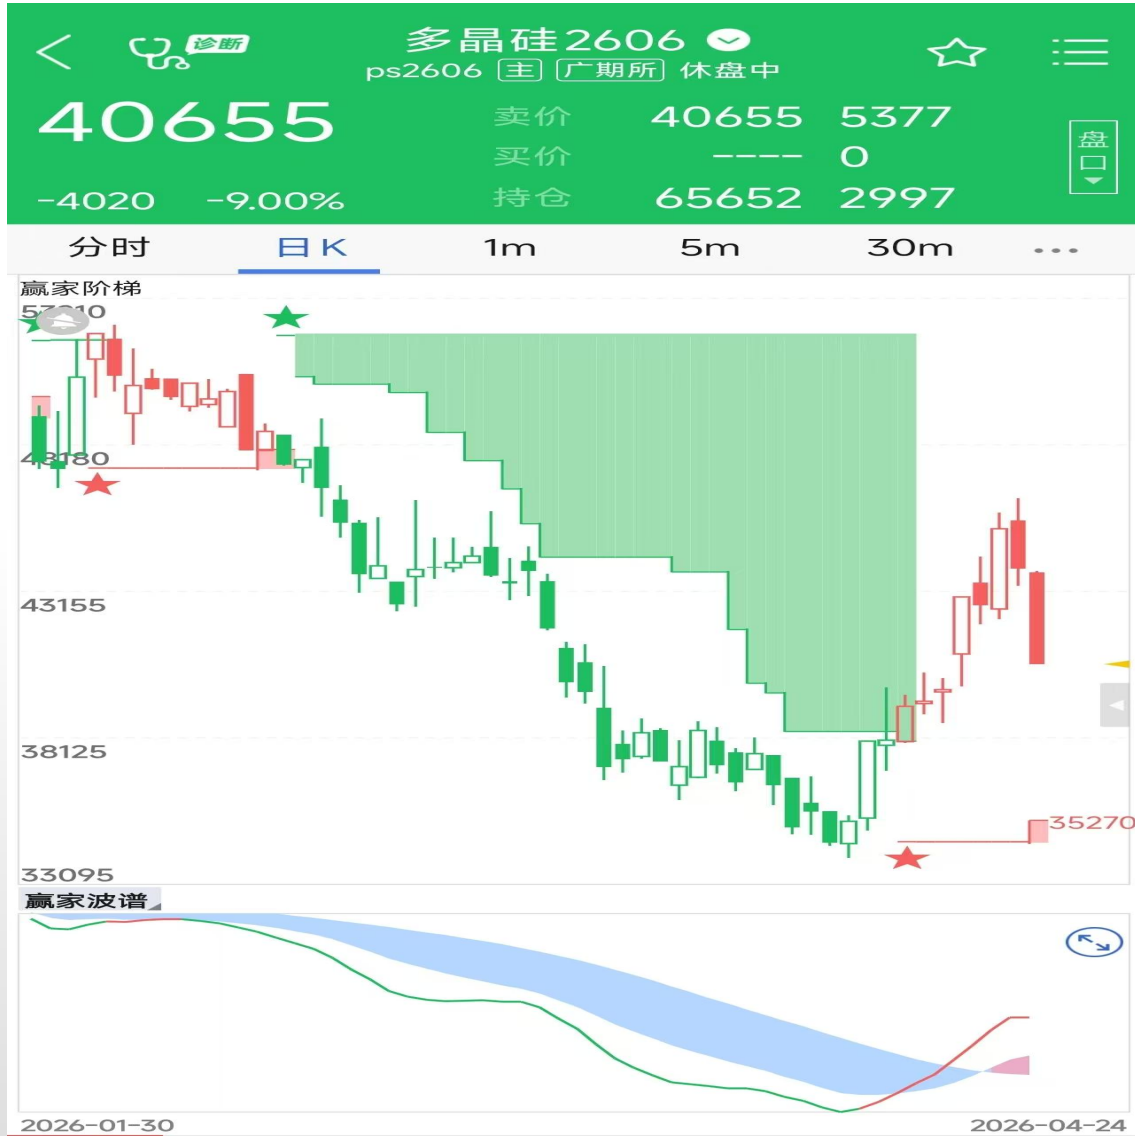 诊断
多晶硅2606
ps2606 主 广期所 休盘中
40655
卖价 40655 5377
买价 ---- 0
-4020 -9.00%
持仓 65652 2997
盘口
分时 日K 1m 5m 30m ...
赢家阶梯
48180
43155
38125
35270
33095
赢家波谱
2026-01-30 2026-04-24